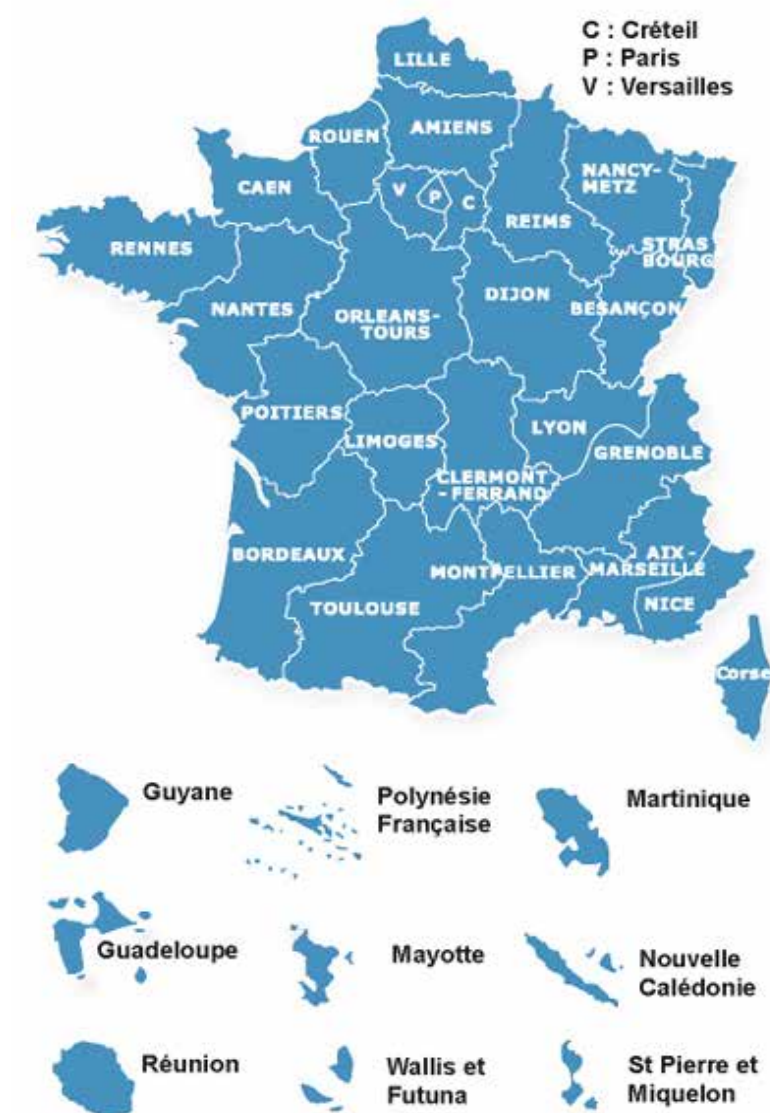 C : Créteil
P : Paris
V : Versailles
LILLE
AMIENS
ROUEN
CAEN
V
P
C
REIMS
NANCY-
METZ
STRAS
BOURG
RENNES
NANTES
ORLEANS-
TOURS
DIJON
BESANÇON
POITIERS
LIMOGES
CLERMONT
-FERRAND
LYON
GRENOBLE
BORDEAUX
TOULOUSE
MONTPELLIER
AIX-
MARSEILLE
NICE
Corse
Guyane
Polynésie
Française
Martinique
Guadeloupe
Mayotte
Nouvelle
Calédonie
Réunion
Wallis et
Futuna
St Pierre et
Miquelon